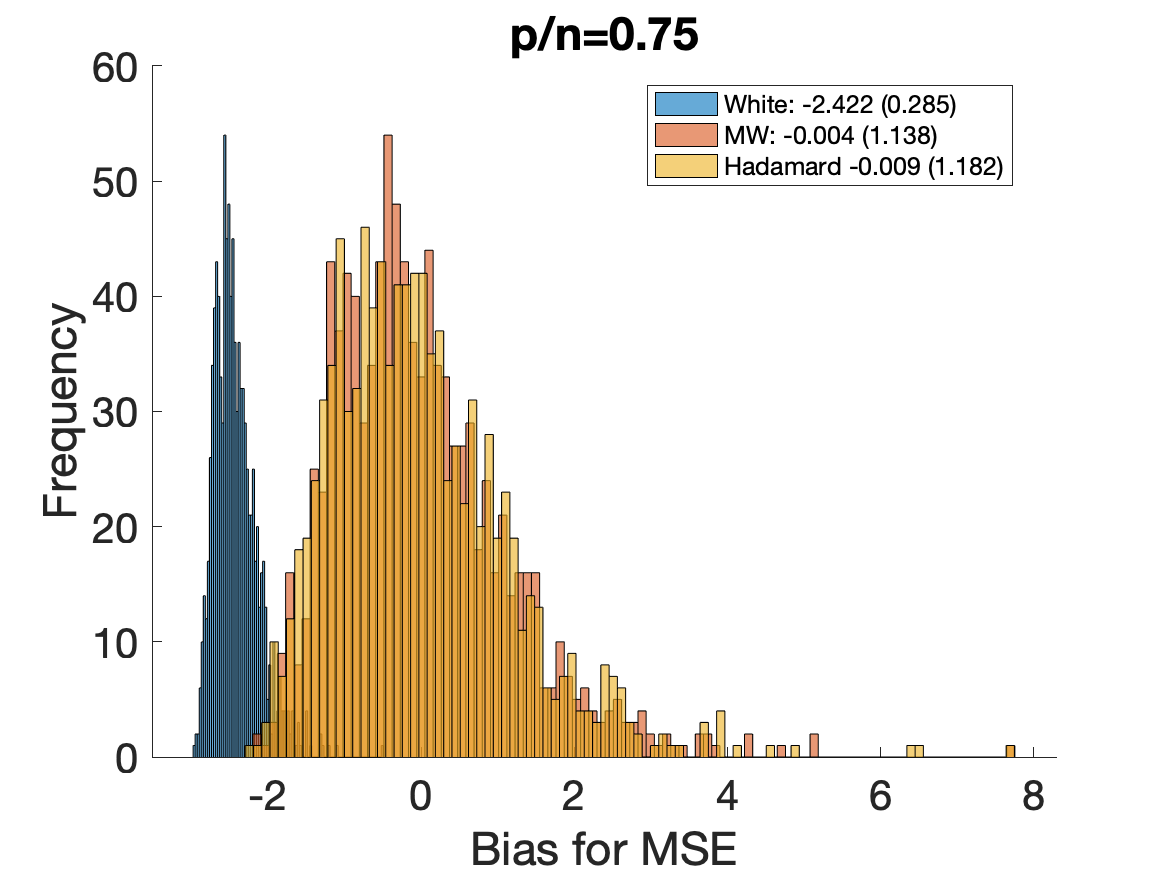 p/n=0.75
60
50
40
30
20
10
0
Frequency
White: -2.422 (0.285)
MW: -0.004 (1.138)
Hadamard -0.009 (1.182)
-2 0 2 4 6 8
Bias for MSE